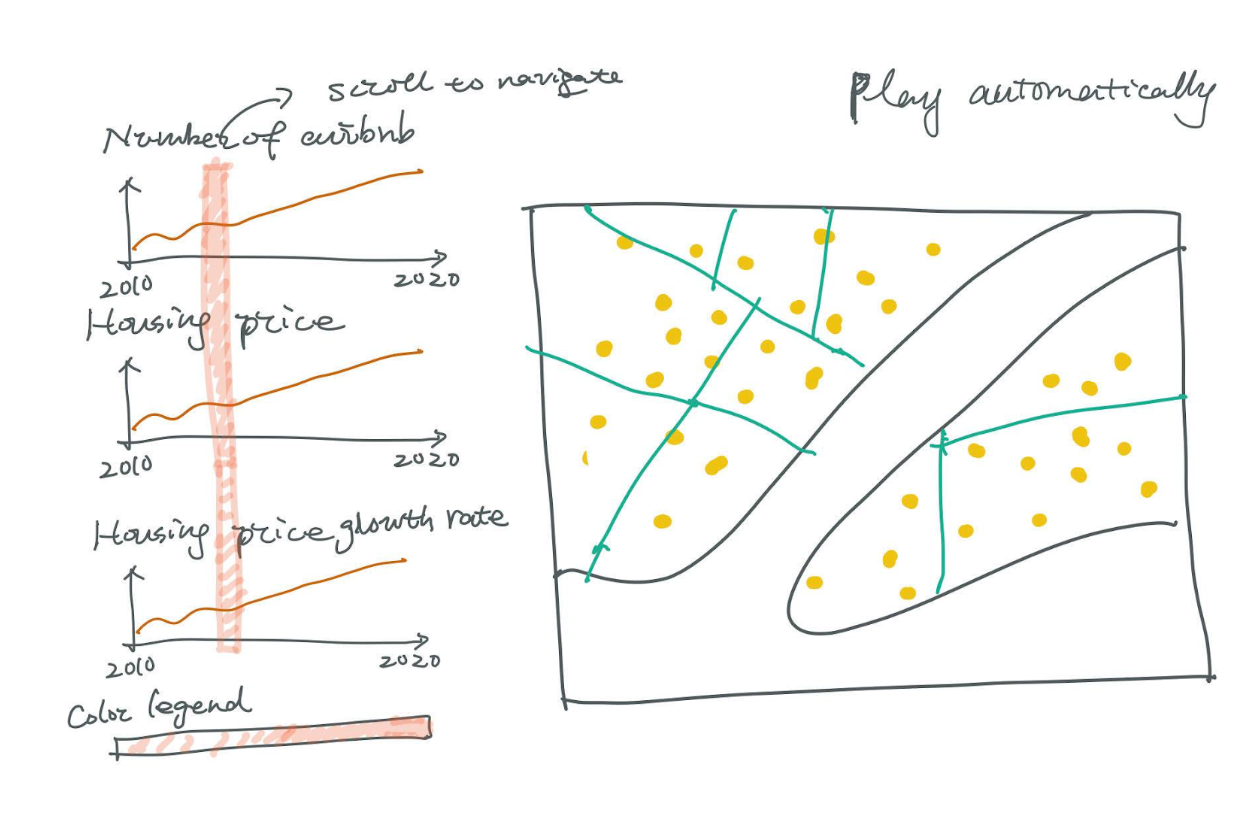 scroll to navigate
Play automatically
Number of airbnb
2010
2020
Housing price
2010
2020
Housing price glowth rate
2010
2020
Color legend